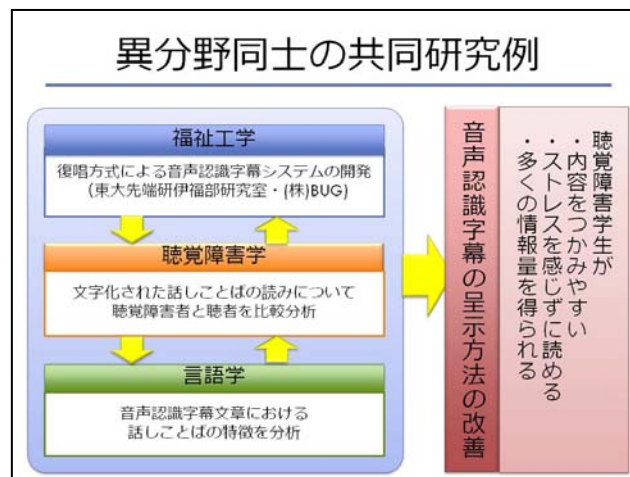 異分野同士の共同研究例
福祉工学
復唱方式による音声認識字幕システムの開発
(東大先端研伊福部研究室・(株)BUG)
聴覚障害学
文字化された話しことばの読みについて
聴覚障害者と聴者を比較分析
言語学
音声認識字幕文章における
話しことばの特徴を分析
音声認識字幕の呈示方法の改善
聴覚障害学生が
・内容をつかみやすい
・ストレスを感じずに読める
・多くの情報量を得られる